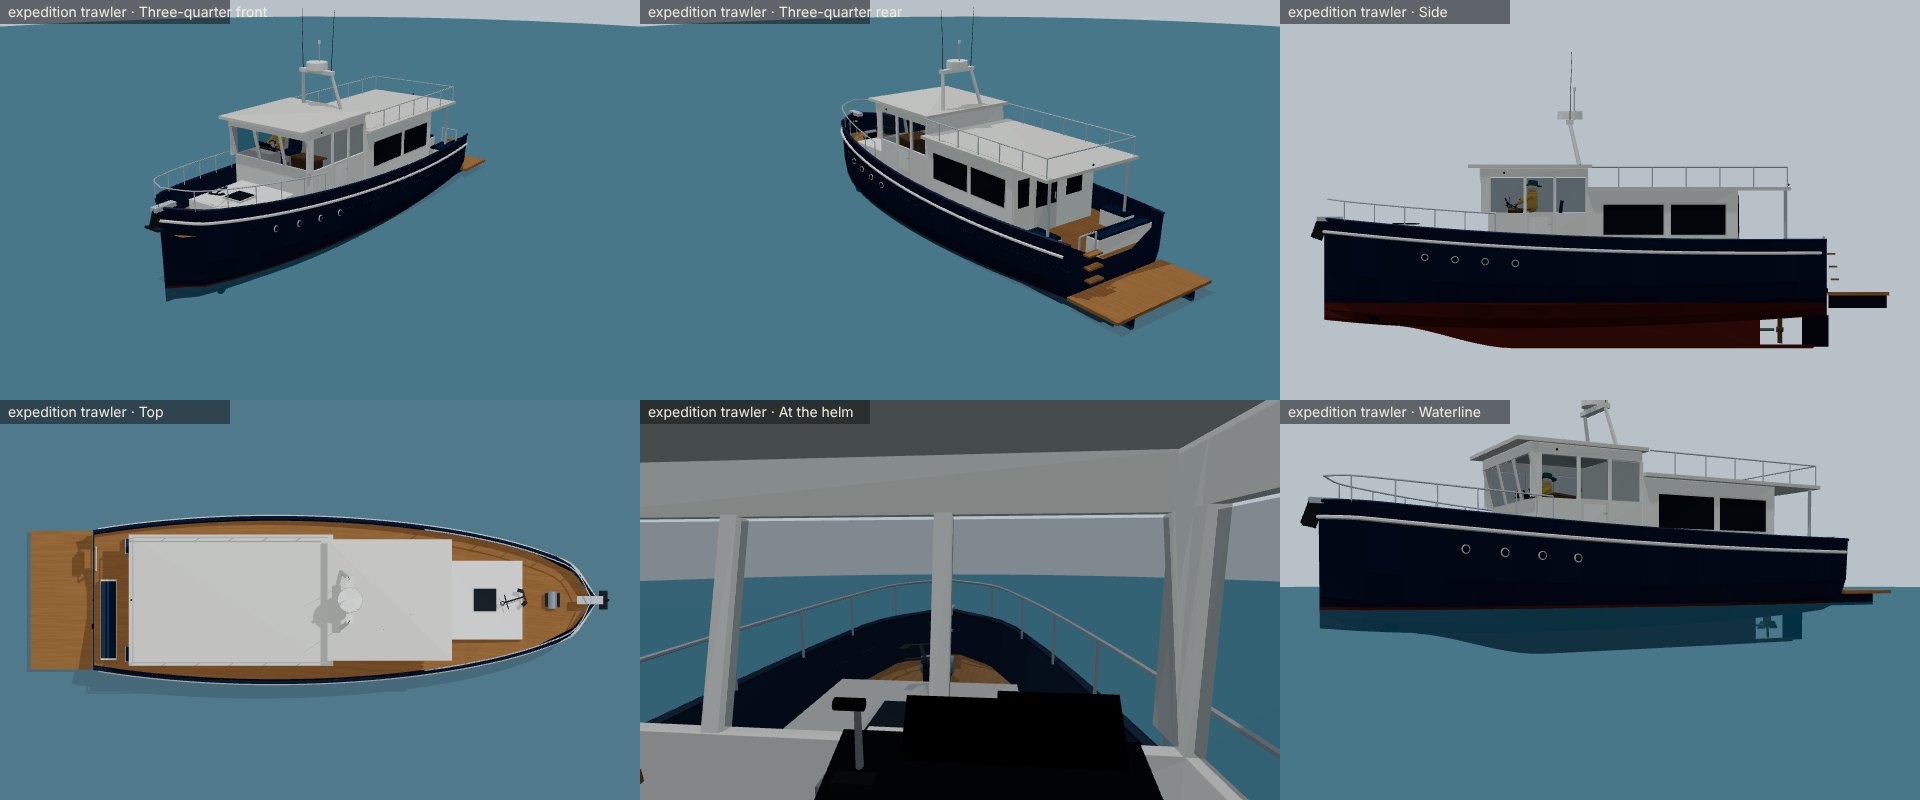 expedition trawler · Three-quarter front
expedition trawler · Three-quarter rear
expedition trawler · Side
expedition trawler · Top
expedition trawler · At the helm
expedition trawler · Waterline